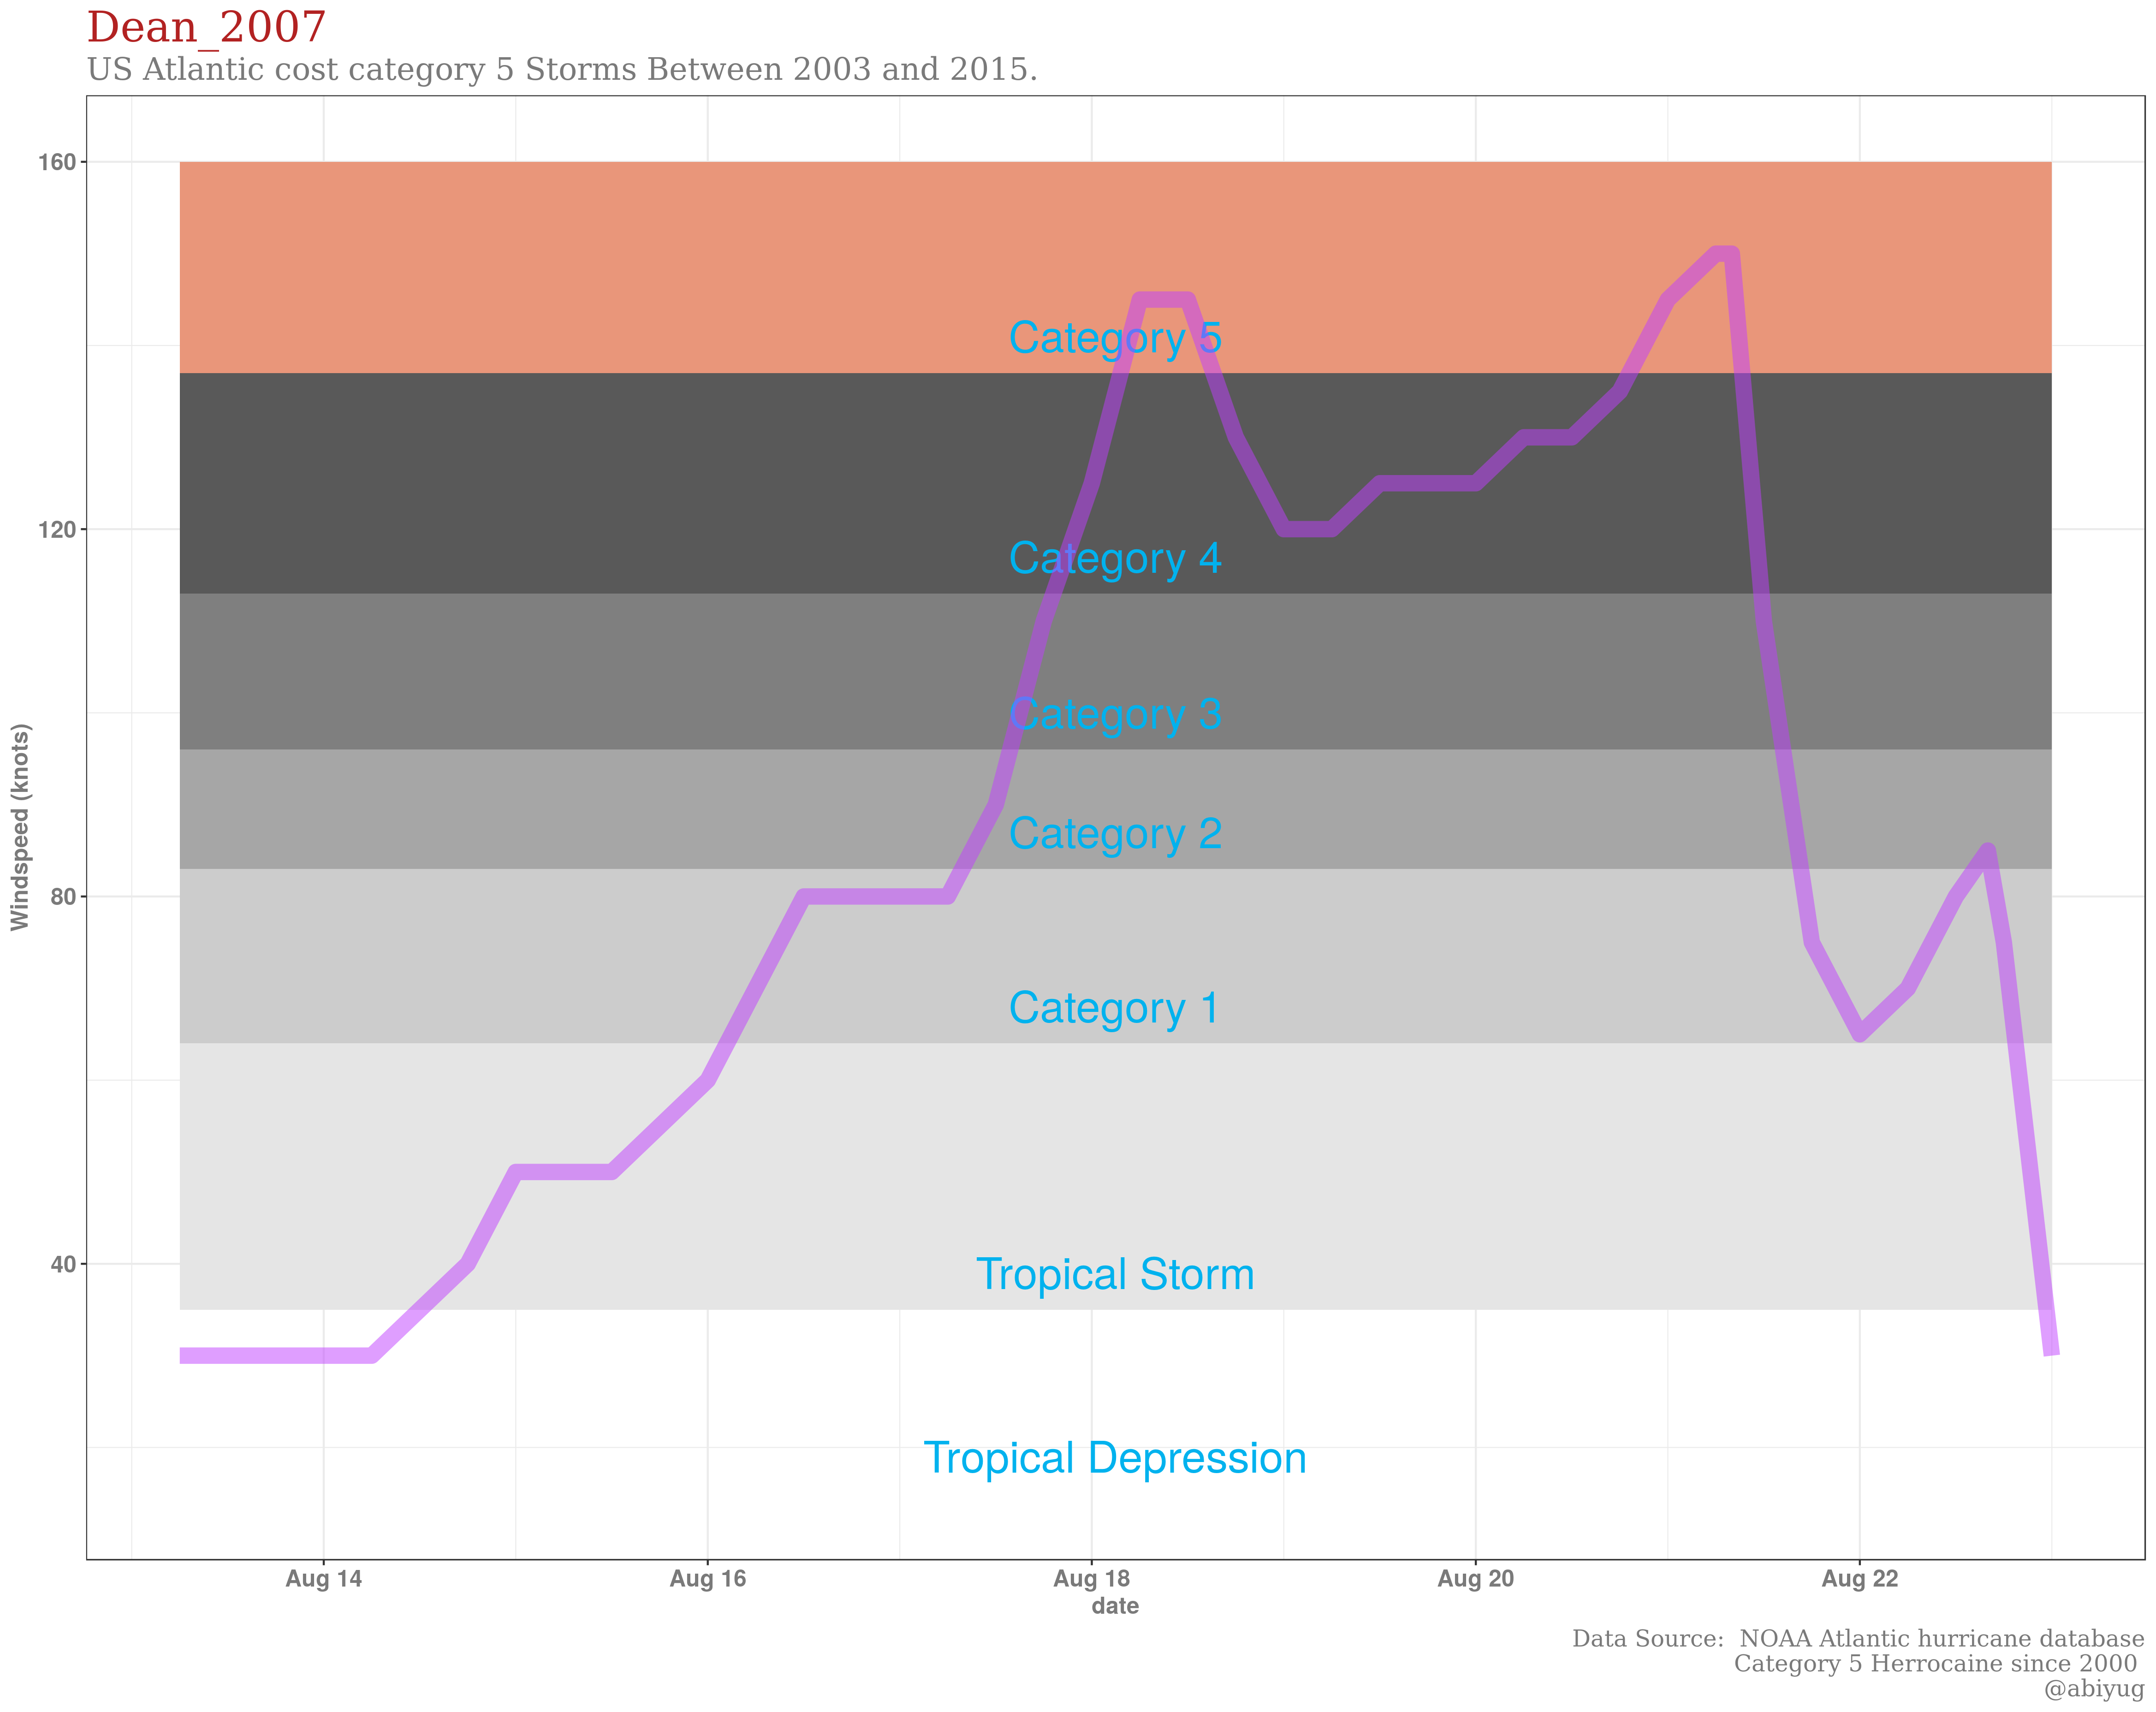 Dean_2007
US Atlantic cost category 5 Storms Between 2003 and 2015.
160
120
80
40
Windspeed (knots)
Category 5
Category 4
Category 3
Category 2
Category 1
Tropical Storm
Tropical Depression
Aug 14
Aug 16
Aug 18
Aug 20
Aug 22
date
Data Source:  NOAA Atlantic hurricane database
Category 5 Herrocaine since 2000
@abiyug